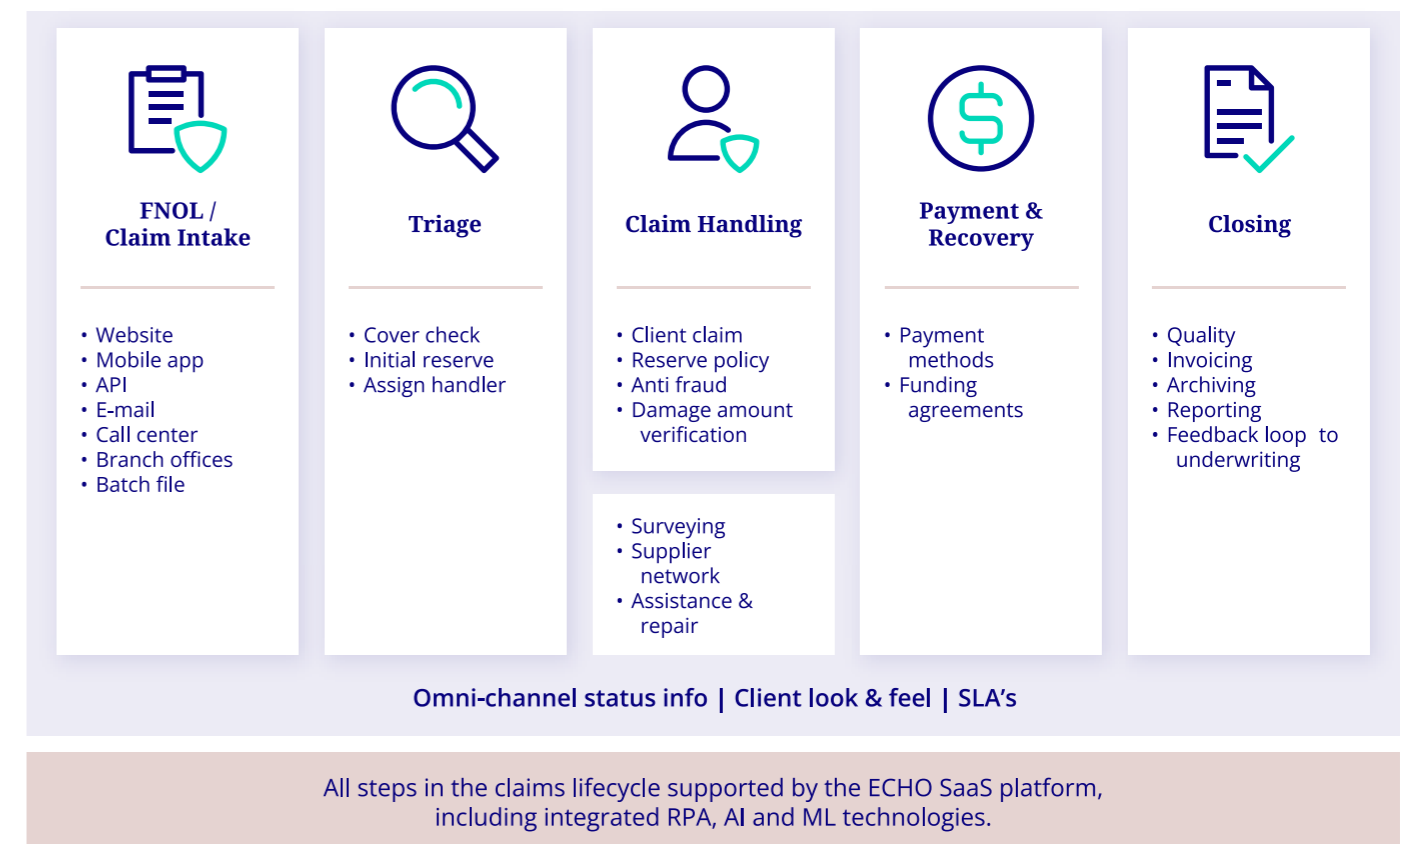 FNOL /
Claim Intake
• Website
• Mobile app
• API
• E-mail
• Call center
• Branch offices
• Batch file
Triage
• Cover check
• Initial reserve
• Assign handler
Claim Handling
• Client claim
• Reserve policy
• Anti fraud
• Damage amount
verification
• Surveying
• Supplier
network
• Assistance &
repair
Payment &
Recovery
• Payment
methods
• Funding
agreements
Closing
• Quality
• Invoicing
• Archiving
• Reporting
• Feedback loop to
underwriting
Omni-channel status info | Client look & feel | SLA’s
All steps in the claims lifecycle supported by the ECHO SaaS platform,
including integrated RPA, AI and ML technologies.